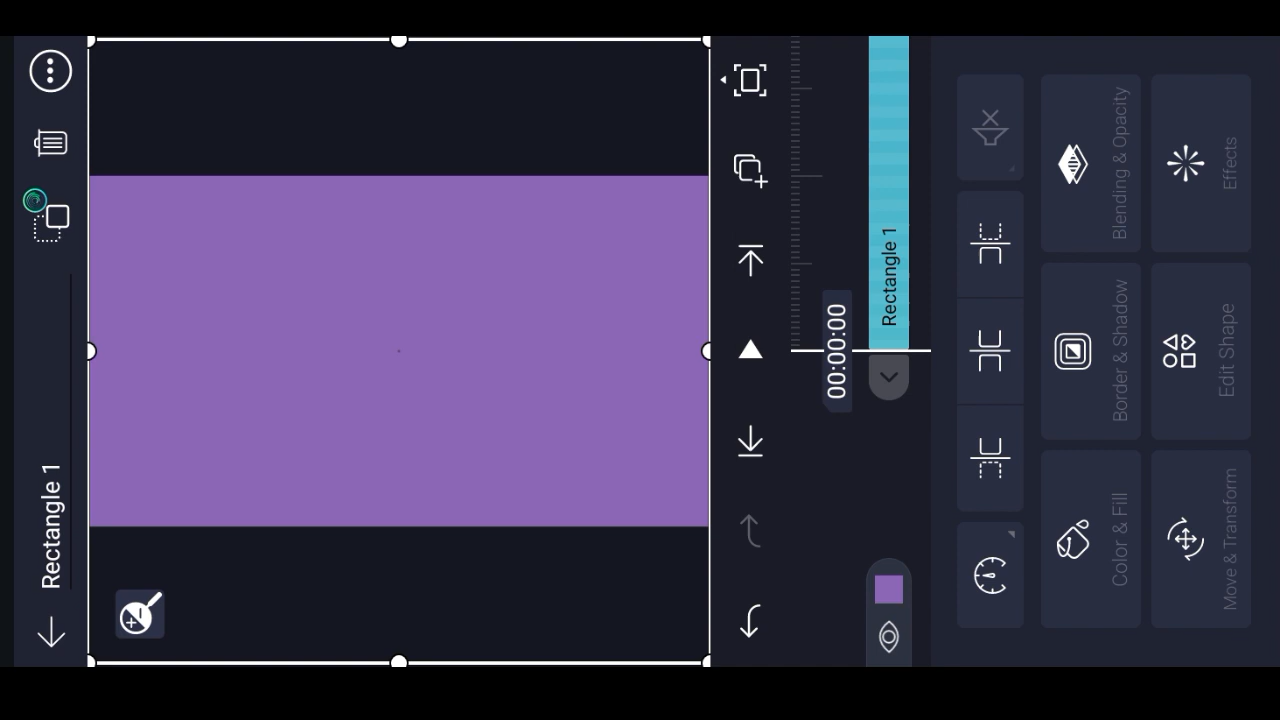 Rectangle 1
00:00:00
Rectangle 1
Color & Fill
Border & Shadow
Blending & Opacity
Move & Transform
Edit Shape
Effects